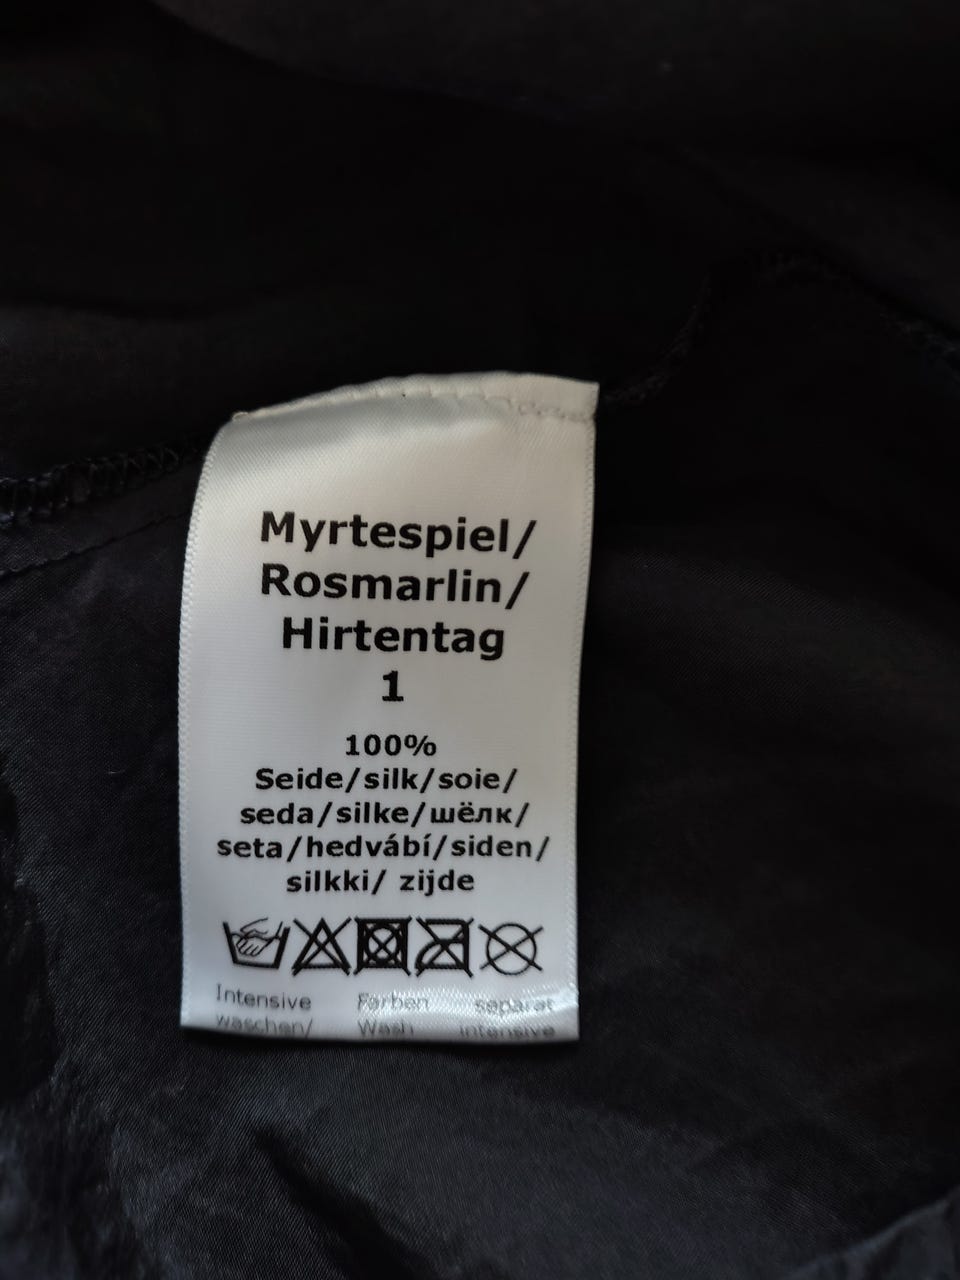 Myrtespiel/
Rosmarlin/
Hirtentag
1
100%
Seide/silk/soie/
seda/silke/шёлк/
seta/hedvábí/siden/
silkki/ zijde
Intensive Farben separat
waschen/ Wash intensive